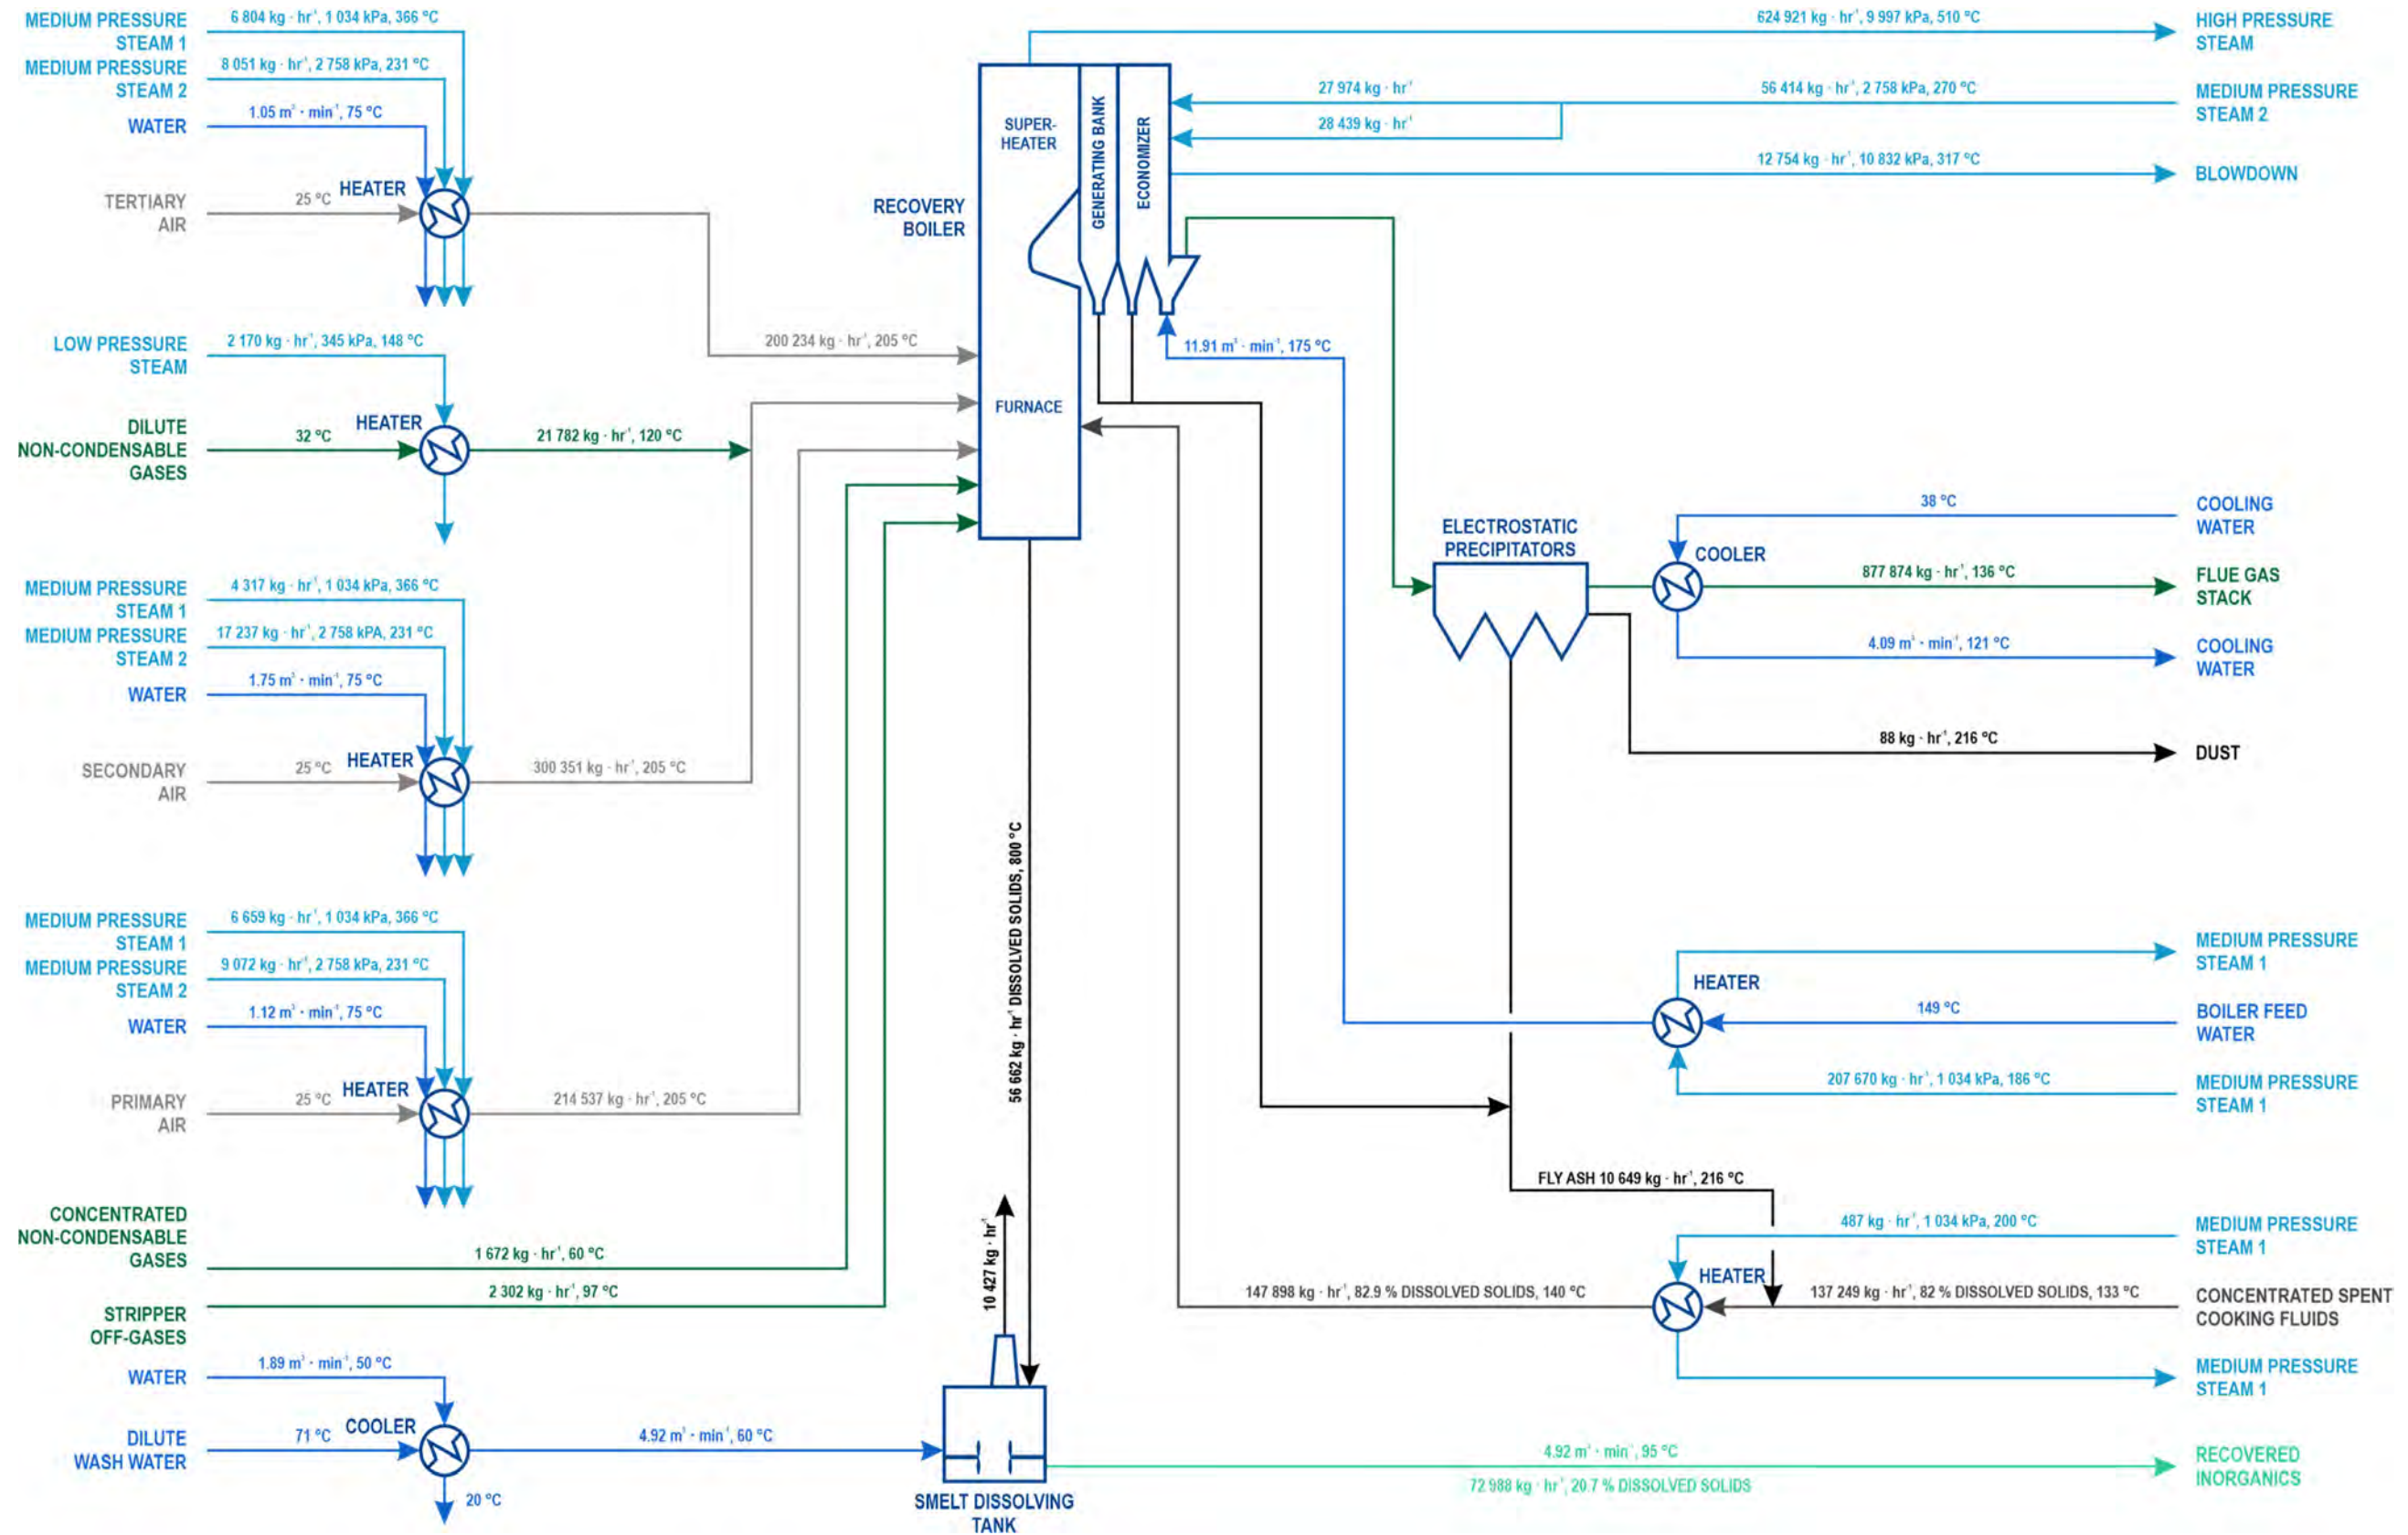 MEDIUM PRESSURE
STEAM 1
6 804 kg · hr⁻¹, 1 034 kPa, 366 °C
MEDIUM PRESSURE
STEAM 2
8 051 kg · hr⁻¹, 2 758 kPa, 231 °C
WATER
1.05 m³ · min⁻¹, 75 °C
TERTIARY
AIR
25 °C
HEATER
LOW PRESSURE
STEAM
2 170 kg · hr⁻¹, 345 kPa, 148 °C
200 234 kg · hr⁻¹, 205 °C
DILUTE
NON-CONDENSABLE
GASES
32 °C
HEATER
21 782 kg · hr⁻¹, 120 °C
MEDIUM PRESSURE
STEAM 1
4 317 kg · hr⁻¹, 1 034 kPa, 366 °C
MEDIUM PRESSURE
STEAM 2
17 237 kg · hr⁻¹, 2 758 kPA, 231 °C
WATER
1.75 m³ · min⁻¹, 75 °C
SECONDARY
AIR
25 °C
HEATER
300 351 kg · hr⁻¹, 205 °C
MEDIUM PRESSURE
STEAM 1
6 659 kg · hr⁻¹, 1 034 kPa, 366 °C
MEDIUM PRESSURE
STEAM 2
9 072 kg · hr⁻¹, 2 758 kPa, 231 °C
WATER
1.12 m³ · min⁻¹, 75 °C
PRIMARY
AIR
25 °C
HEATER
214 537 kg · hr⁻¹, 205 °C
CONCENTRATED
NON-CONDENSABLE
GASES
1 672 kg · hr⁻¹, 60 °C
STRIPPER
OFF-GASES
2 302 kg · hr⁻¹, 97 °C
WATER
1.89 m³ · min⁻¹, 50 °C
DILUTE
WASH WATER
71 °C
COOLER
4.92 m³ · min⁻¹, 60 °C
20 °C
RECOVERY
BOILER
SUPER-
HEATER
GENERATING BANK
ECONOMIZER
FURNACE
56 662 kg · hr⁻¹ DISSOLVED SOLIDS, 800 °C
10 427 kg · hr⁻¹
SMELT DISSOLVING
TANK
624 921 kg · hr⁻¹, 9 997 kPa, 510 °C
HIGH PRESSURE
STEAM
27 974 kg · hr⁻¹
56 414 kg · hr⁻¹, 2 758 kPa, 270 °C
MEDIUM PRESSURE
STEAM 2
28 439 kg · hr⁻¹
12 754 kg · hr⁻¹, 10 832 kPa, 317 °C
BLOWDOWN
11.91 m³ · min⁻¹, 175 °C
ELECTROSTATIC
PRECIPITATORS
38 °C
COOLING
WATER
COOLER
877 874 kg · hr⁻¹, 136 °C
FLUE GAS
STACK
4.09 m³ · min⁻¹, 121 °C
COOLING
WATER
88 kg · hr⁻¹, 216 °C
DUST
MEDIUM PRESSURE
STEAM 1
HEATER
149 °C
BOILER FEED
WATER
207 670 kg · hr⁻¹, 1 034 kPa, 186 °C
MEDIUM PRESSURE
STEAM 1
FLY ASH 10 649 kg · hr⁻¹, 216 °C
487 kg · hr⁻¹, 1 034 kPa, 200 °C
MEDIUM PRESSURE
STEAM 1
HEATER
147 898 kg · hr⁻¹, 82.9 % DISSOLVED SOLIDS, 140 °C
137 249 kg · hr⁻¹, 82 % DISSOLVED SOLIDS, 133 °C
CONCENTRATED SPENT
COOKING FLUIDS
MEDIUM PRESSURE
STEAM 1
4.92 m³ · min⁻¹, 95 °C
72 988 kg · hr⁻¹, 20.7 % DISSOLVED SOLIDS
RECOVERED
INORGANICS